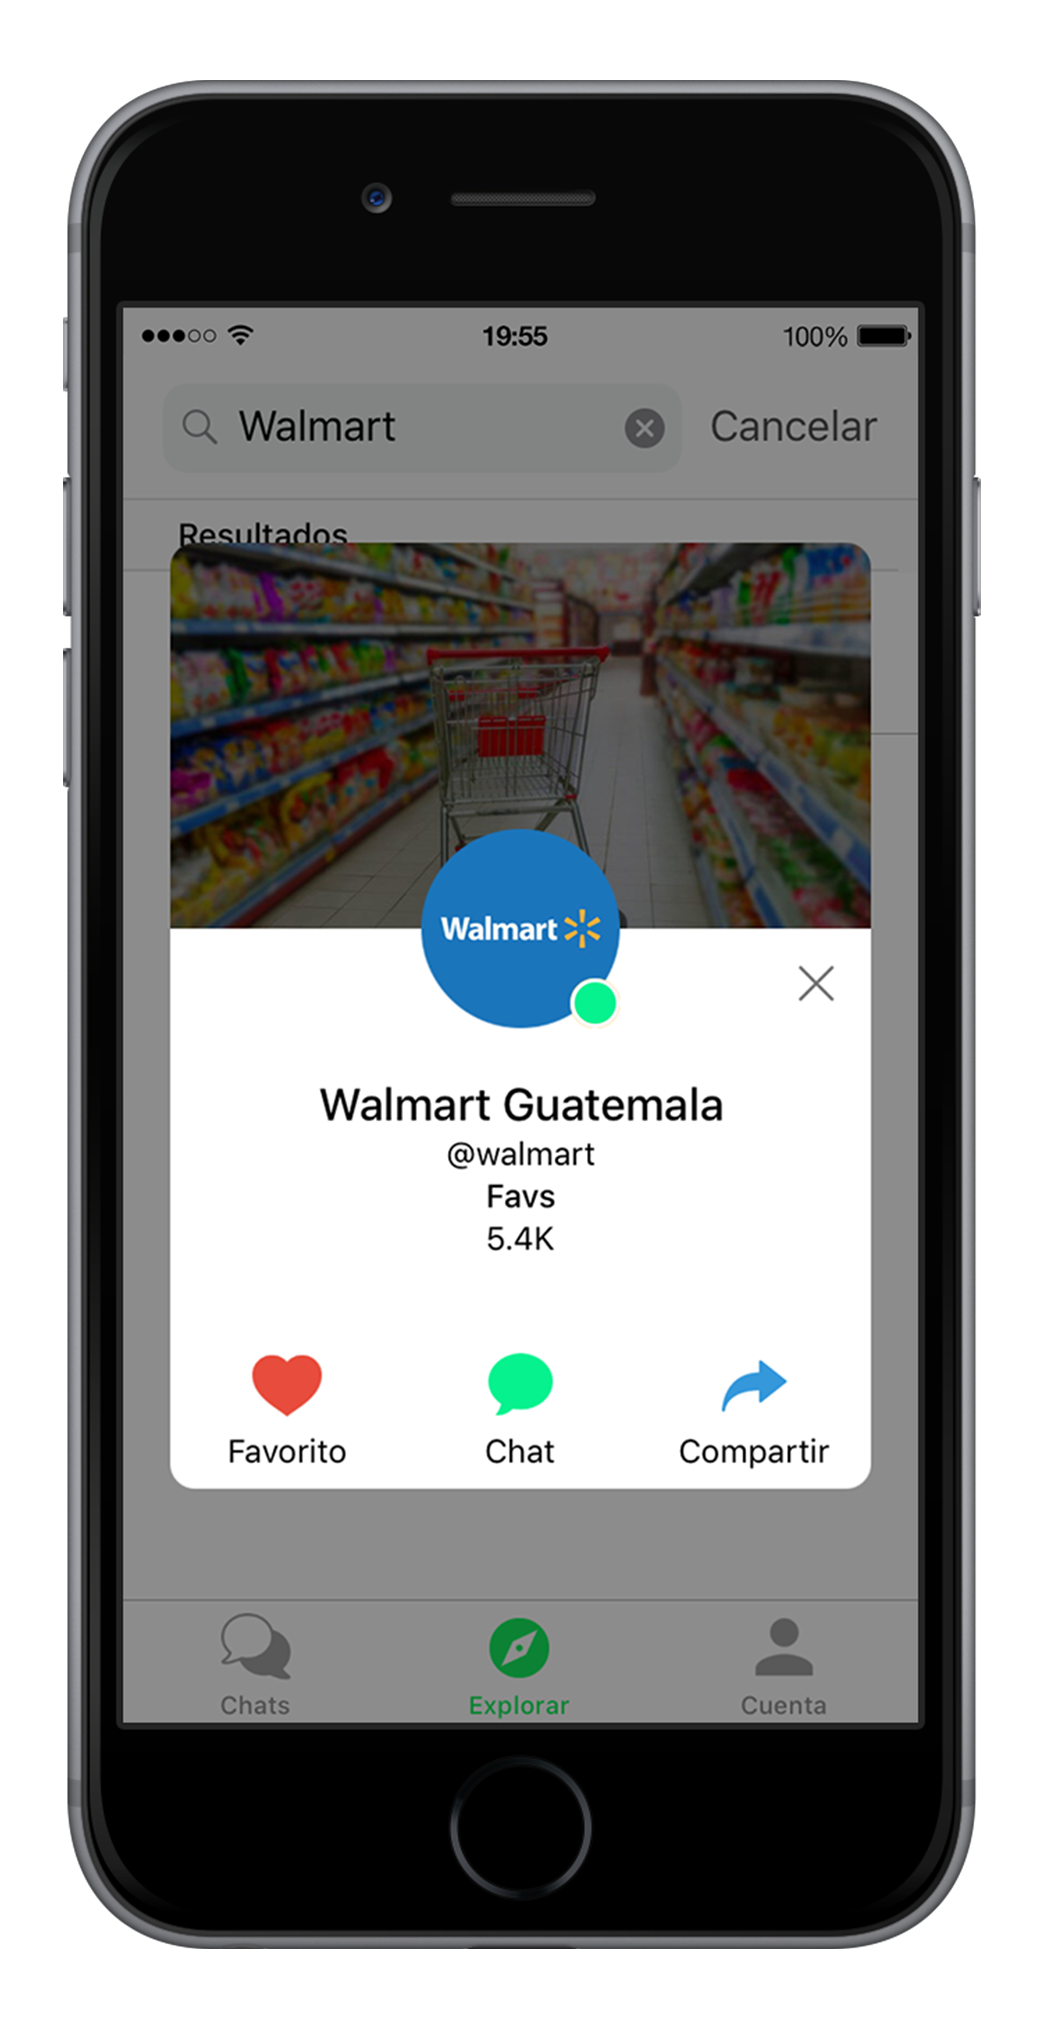 19:55
100%
Walmart
Cancelar
Resultados
Walmart
Walmart Guatemala
@walmart
Favs
5.4K
Favorito
Chat
Compartir
Chats
Explorar
Cuenta